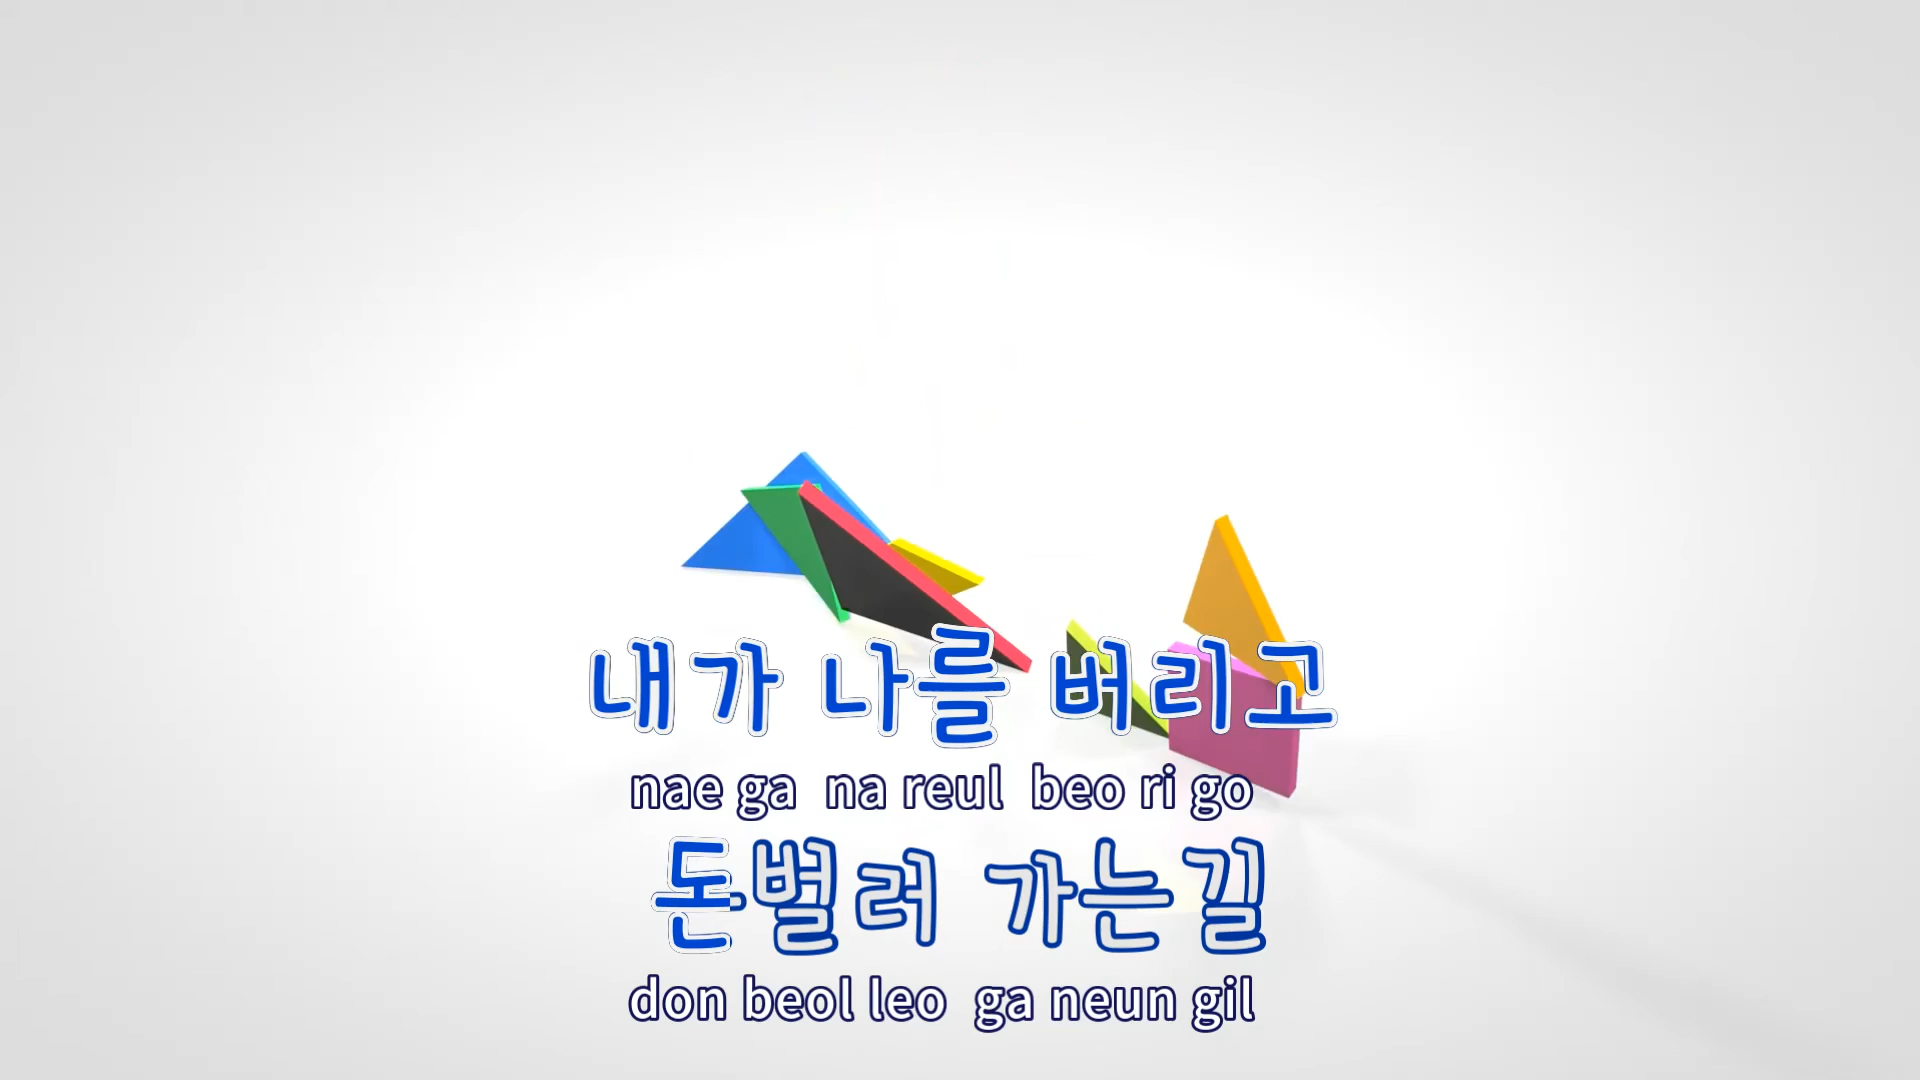 내가 나를 버리고
nae ga na reul beo ri go
돈별러 가는길
don beol leo ga neun gil